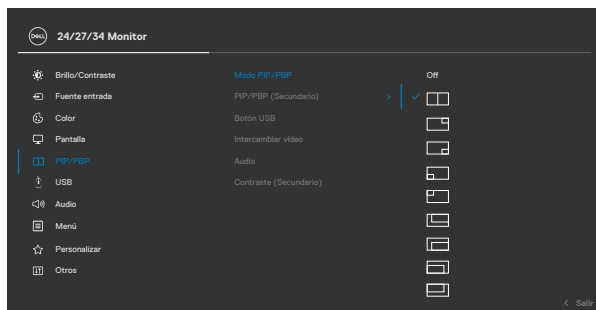 DELL
24/27/34 Monitor
Brillo/Contraste
Fuente entrada
Color
Pantalla
PIP/PBP
USB
Audio
Menú
Personalizar
Otros
Modo PIP/PBP
PIP/PBP (Secundario)
Botón USB
Intercambiar vídeo
Audio
Contraste (Secundario)
Off
Salir